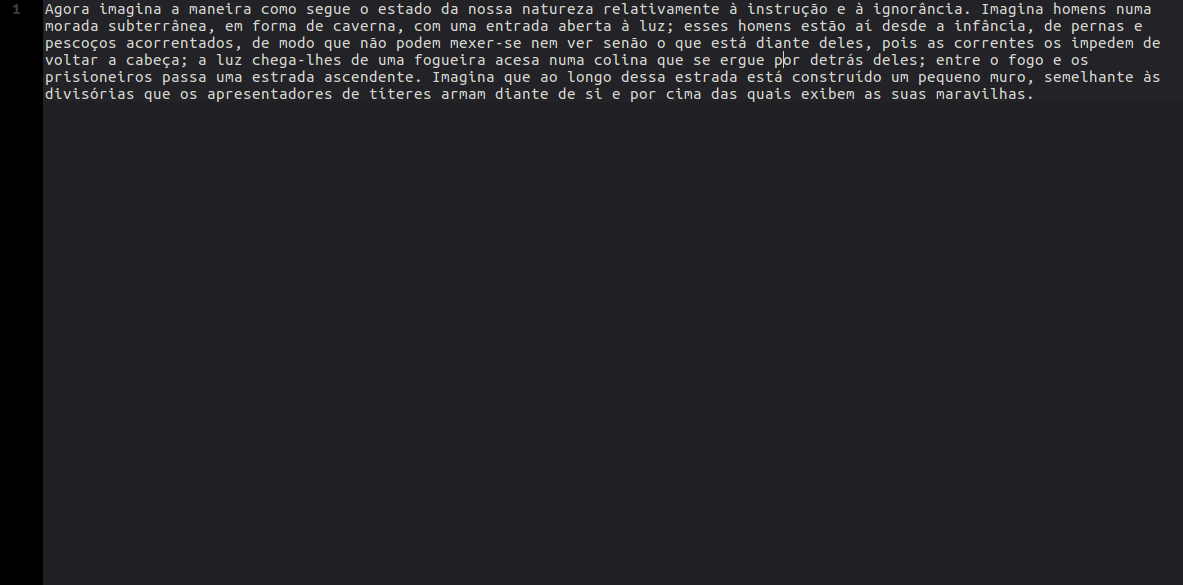 1 Agora imagina a maneira como segue o estado da nossa natureza relativamente à instrução e à ignorância. Imagina homens numa
morada subterrânea, em forma de caverna, com uma entrada aberta à luz; esses homens estão aí desde a infância, de pernas e
pescoços acorrentados, de modo que não podem mexer-se nem ver senão o que está diante deles, pois as correntes os impedem de
voltar a cabeça; a luz chega-lhes de uma fogueira acesa numa colina que se ergue por detrás deles; entre o fogo e os
prisioneiros passa uma estrada ascendente. Imagina que ao longo dessa estrada está construído um pequeno muro, semelhante às
divisórias que os apresentadores de títeres armam diante de si e por cima das quais exibem as suas maravilhas.